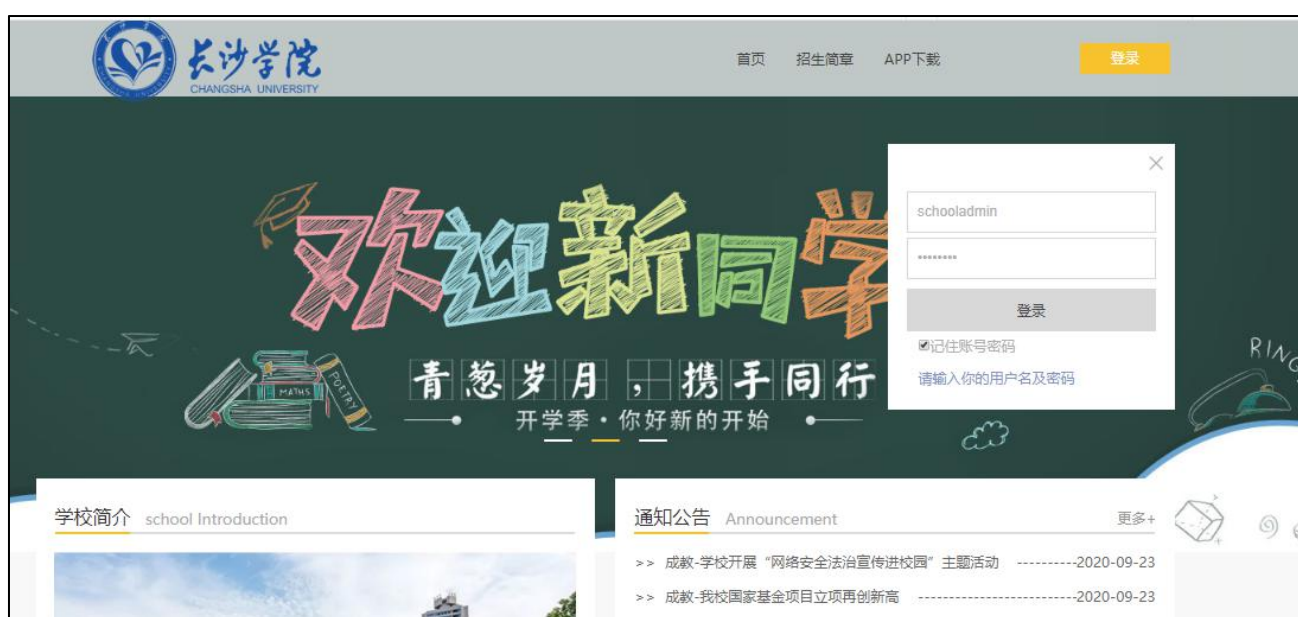 长沙学院
CHANGSHA UNIVERSITY
首页 招生简章 APP下载 登录
欢迎新同学
schooladmin
********
登录
记住账号密码
请输入你的用户名及密码
MATHS
POETRY
RING
青葱岁月，携手同行
开学季·你好新的开始
学校简介 school Introduction
通知公告 Announcement 更多+
>> 成教-学校开展“网络安全法治宣传进校园”主题活动 ----------2020-09-23
>> 成教-我校国家基金项目立项再创新高 --------------------------2020-09-23